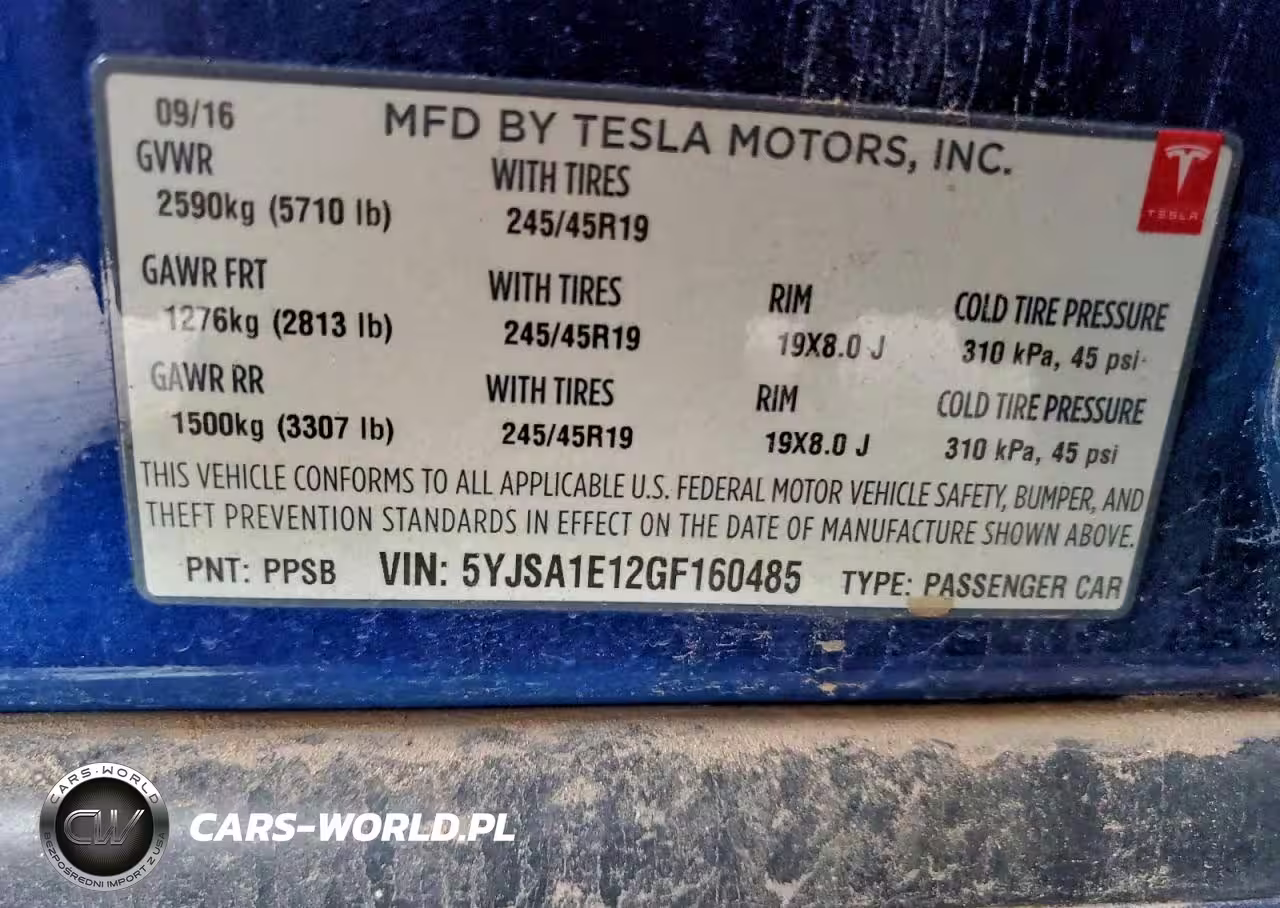 09/16 MFD BY TESLA MOTORS, INC.
TESLA
GVWR WITH TIRES
2590kg (5710 lb) 245/45R19
GAWR FRT WITH TIRES RIM COLD TIRE PRESSURE
1276kg (2813 lb) 245/45R19 19X8.0 J 310 kPa, 45 psi
GAWR RR WITH TIRES RIM COLD TIRE PRESSURE
1500kg (3307 lb) 245/45R19 19X8.0 J 310 kPa, 45 psi
THIS VEHICLE CONFORMS TO ALL APPLICABLE U.S. FEDERAL MOTOR VEHICLE SAFETY, BUMPER, AND
THEFT PREVENTION STANDARDS IN EFFECT ON THE DATE OF MANUFACTURE SHOWN ABOVE.
PNT: PPSB VIN: 5YJSA1E12GF160485 TYPE: PASSENGER CAR
CARS-WORLD
CW
BEZPOŚREDNI IMPORT Z USA
CARS-WORLD.PL